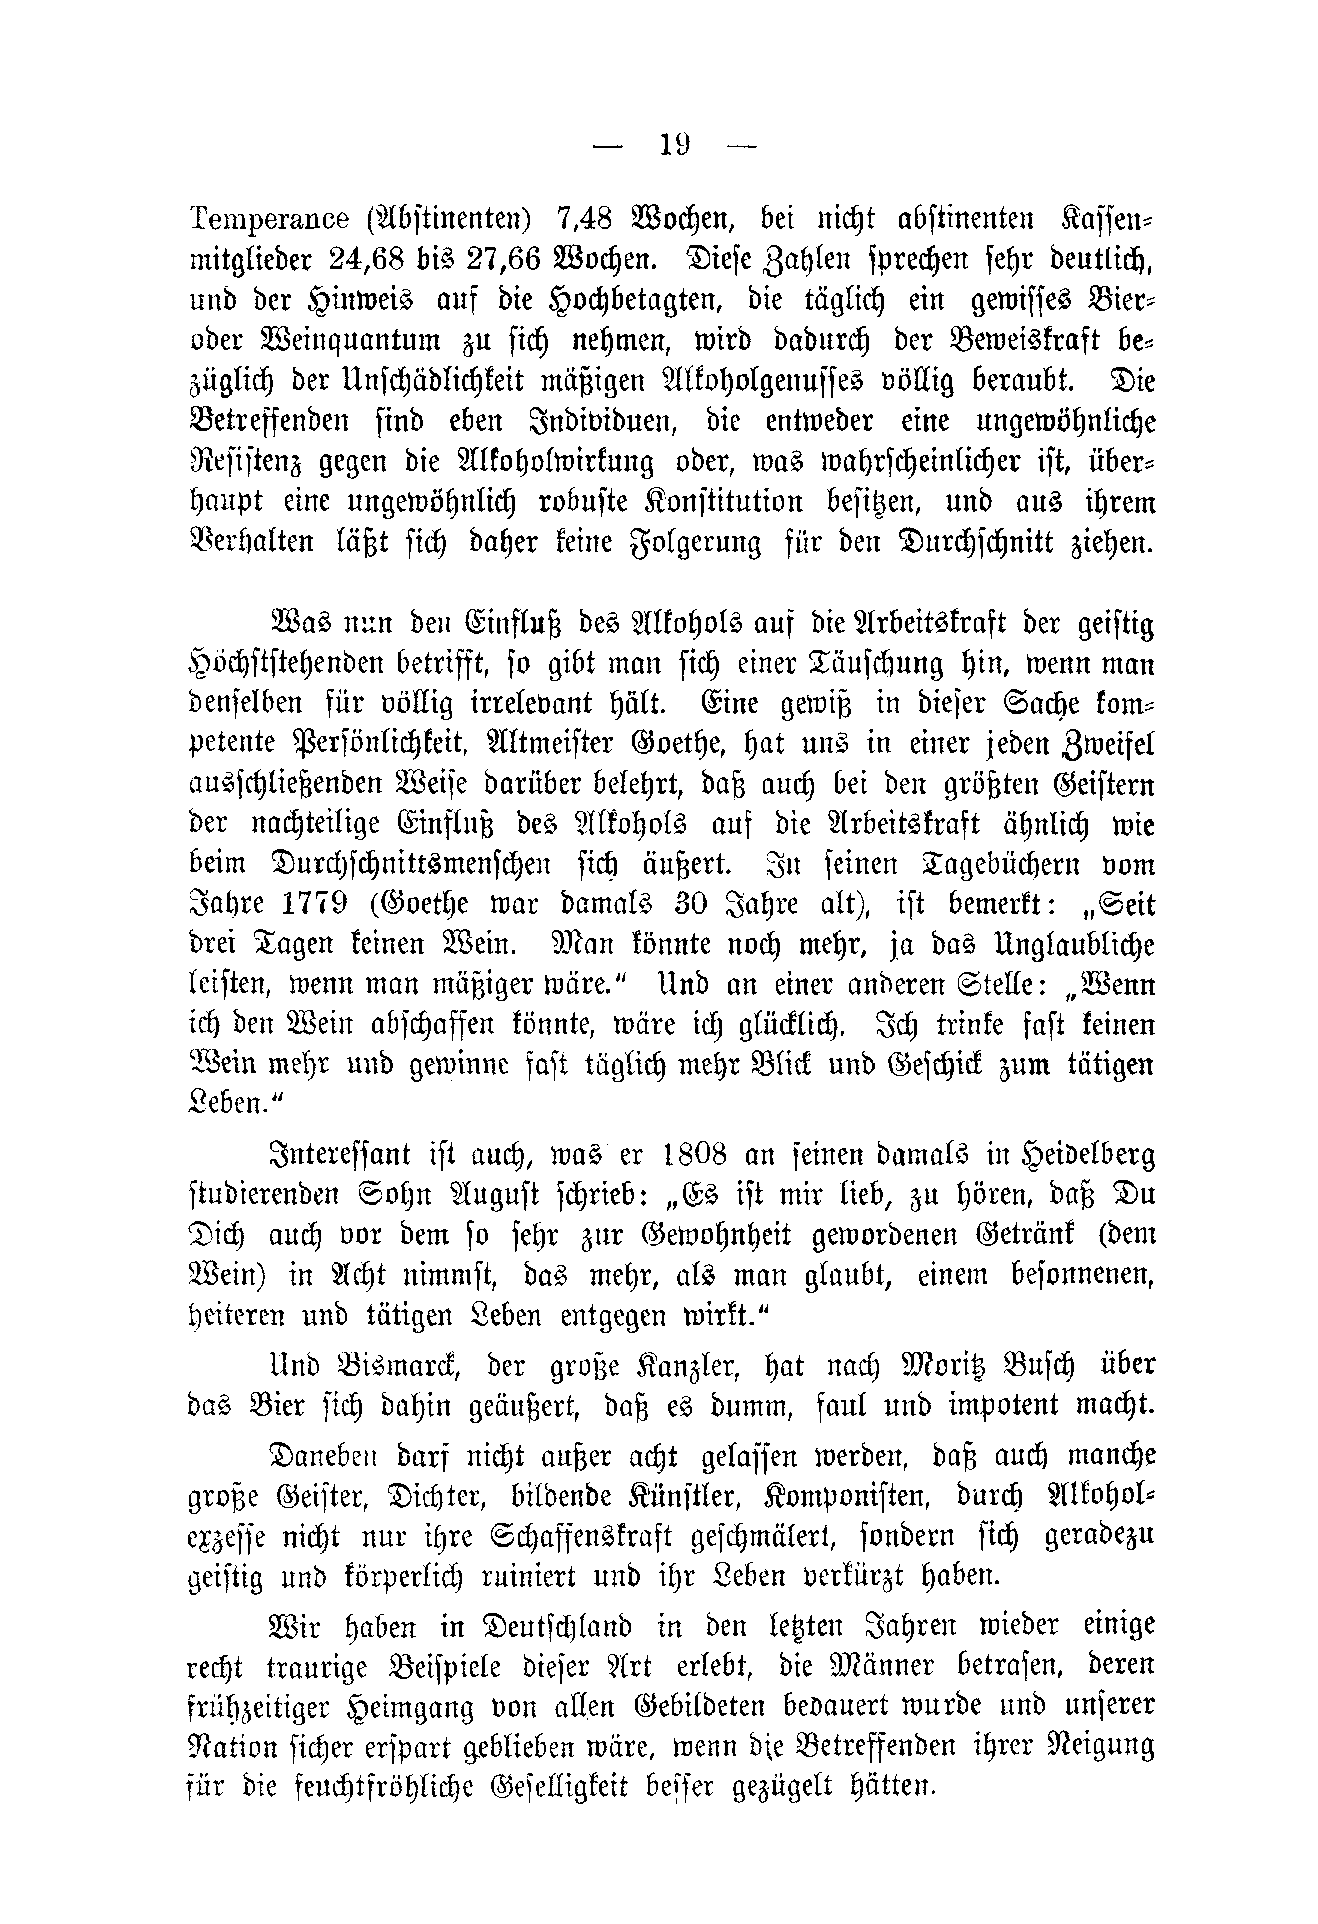 — 19 —
Temperance (Abstinenten) 7,48 Wochen, bei nicht abstinenten Kassen-
mitglieder 24,68 bis 27,66 Wochen. Diese Zahlen sprechen sehr deutlich,
und der Hinweis auf die Hochbetagten, die täglich ein gewisses Bier-
oder Weinquantum zu sich nehmen, wird dadurch der Beweiskraft be-
züglich der Unschädlichkeit mäßigen Alkoholgenusses völlig beraubt. Die
Betreffenden sind eben Individuen, die entweder eine ungewöhnliche
Resistenz gegen die Alkoholwirkung oder, was wahrscheinlicher ist, über-
haupt eine ungewöhnlich robuste Konstitution besitzen, und aus ihrem
Verhalten läßt sich daher keine Folgerung für den Durchschnitt ziehen.
Was nun den Einfluß des Alkohols auf die Arbeitskraft der geistig
Höchststehenden betrifft, so gibt man sich einer Täuschung hin, wenn man
denselben für völlig irrelevant hält. Eine gewiß in dieser Sache kom-
petente Persönlichkeit, Altmeister Goethe, hat uns in einer jeden Zweifel
ausschließenden Weise darüber belehrt, daß auch bei den größten Geistern
der nachteilige Einfluß des Alkohols auf die Arbeitskraft ähnlich wie
beim Durchschnittsmenschen sich äußert. In seinen Tagebüchern vom
Jahre 1779 (Goethe war damals 30 Jahre alt), ist bemerkt: „Seit
drei Tagen keinen Wein. Man könnte noch mehr, ja das Unglaubliche
leisten, wenn man mäßiger wäre.“ Und an einer anderen Stelle: „Wenn
ich den Wein abschaffen könnte, wäre ich glücklich. Ich trinke fast keinen
Wein mehr und gewinne fast täglich mehr Blick und Geschick zum tätigen
Leben.“
Interessant ist auch, was er 1808 an seinen damals in Heidelberg
studierenden Sohn August schrieb: „Es ist mir lieb, zu hören, daß Du
Dich auch vor dem so sehr zur Gewohnheit gewordenen Getränk (dem
Wein) in Acht nimmst, das mehr, als man glaubt, einem besonnenen,
heiteren und tätigen Leben entgegen wirkt.“
Und Bismarck, der große Kanzler, hat nach Moritz Busch über
das Bier sich dahin geäußert, daß es dumm, faul und impotent macht.
Daneben darf nicht außer acht gelassen werden, daß auch manche
große Geister, Dichter, bildende Künstler, Komponisten, durch Alkohol-
exzesse nicht nur ihre Schaffenskraft geschmälert, sondern sich geradezu
geistig und körperlich ruiniert und ihr Leben verkürzt haben.
Wir haben in Deutschland in den letzten Jahren wieder einige
recht traurige Beispiele dieser Art erlebt, die Männer betrafen, deren
frühzeitiger Heimgang von allen Gebildeten bedauert wurde und unserer
Nation sicher erspart geblieben wäre, wenn die Betreffenden ihrer Neigung
für die feuchtfröhliche Geselligkeit besser gezügelt hätten.